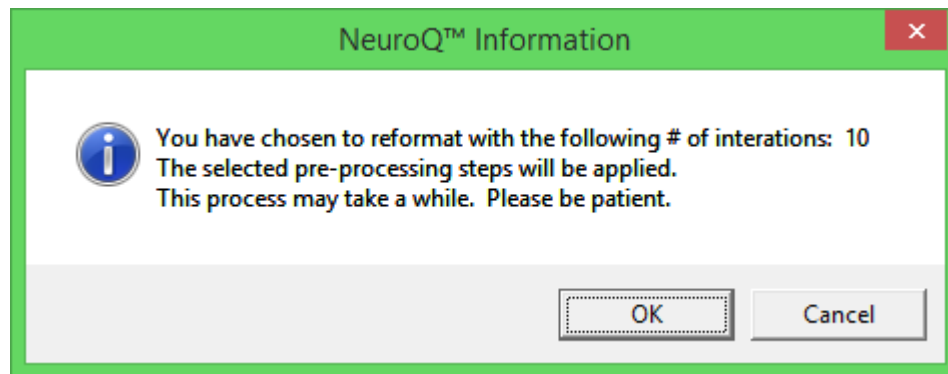 NeuroQ™ Information
You have chosen to reformat with the following # of interations:  10
The selected pre-processing steps will be applied.
This process may take a while.  Please be patient.
OK
Cancel